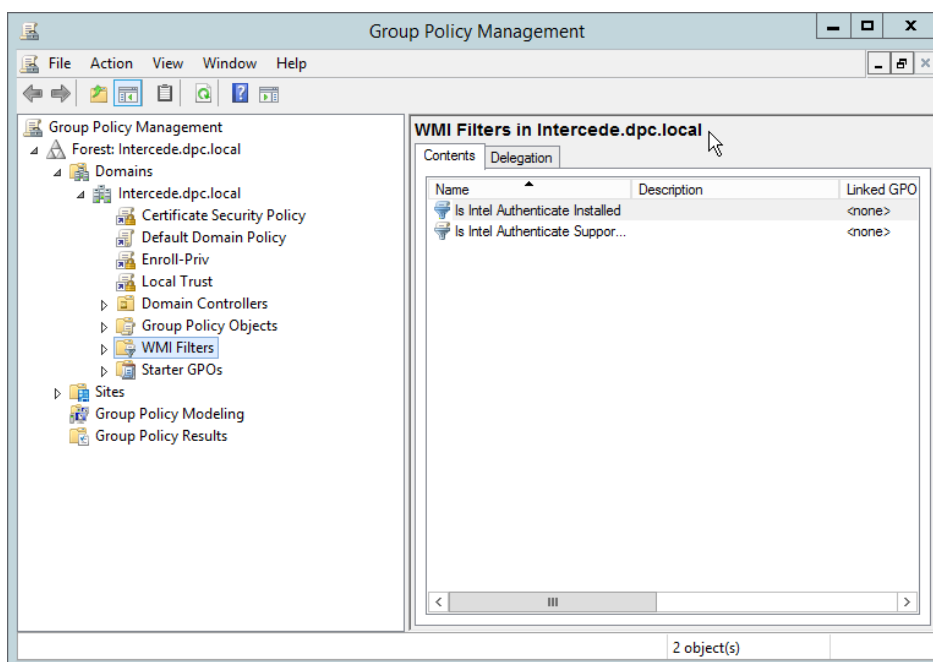 Group Policy Management
File Action View Window Help
Group Policy Management
Forest: Intercede.dpc.local
Domains
Intercede.dpc.local
Certificate Security Policy
Default Domain Policy
Enroll-Priv
Local Trust
Domain Controllers
Group Policy Objects
WMI Filters
Starter GPOs
Sites
Group Policy Modeling
Group Policy Results
WMI Filters in Intercede.dpc.local
Contents Delegation
Name Description Linked GPO
Is Intel Authenticate Installed <none>
Is Intel Authenticate Suppor... <none>
2 object(s)